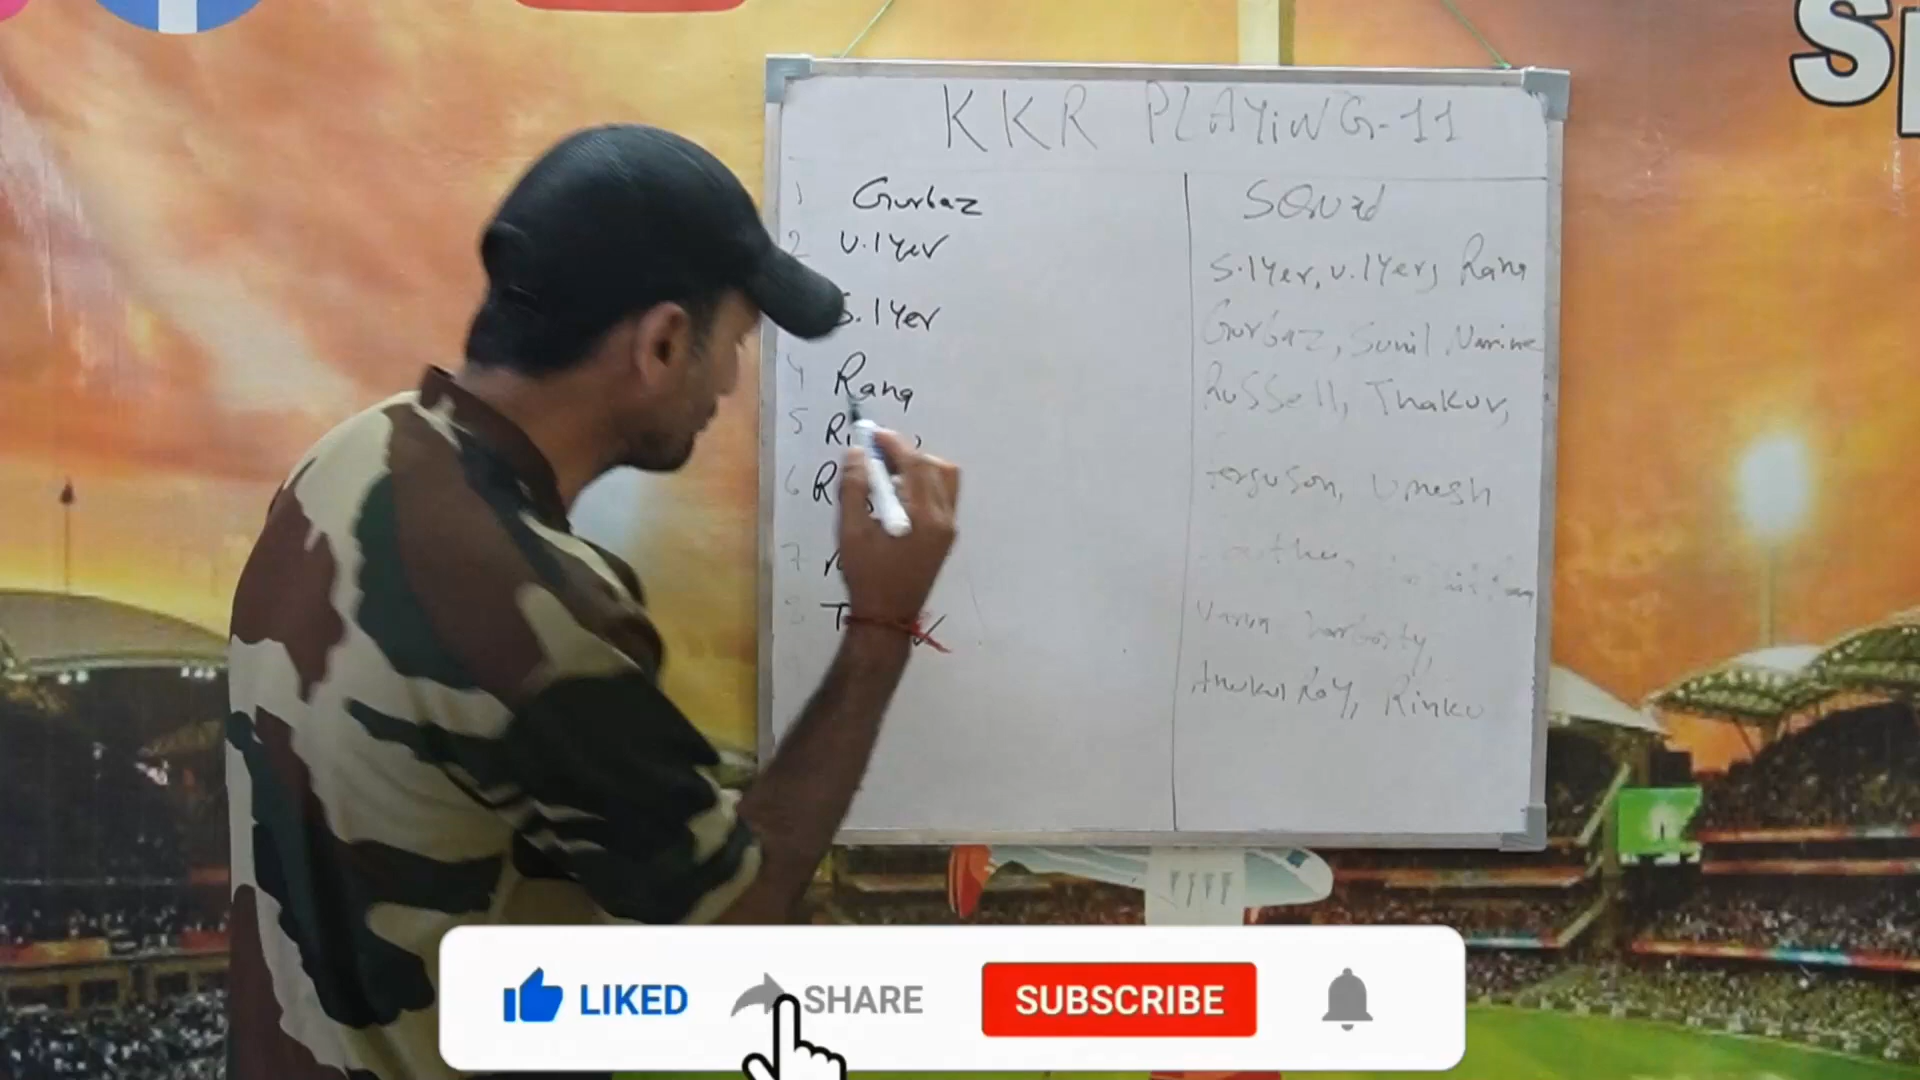 KKR PLAYiNG-11
1 Gurbaz
2 V.Iyer
S.Iyer
4 Rana
5
6
7
8
SQuad
S.Iyer, V.Iyer, Rana
Gurbaz, Sunil Narine
Russell, Thakur,
Ferguson, Umesh
Varun
Anukul Roy, Rinku
LIKED SHARE SUBSCRIBE